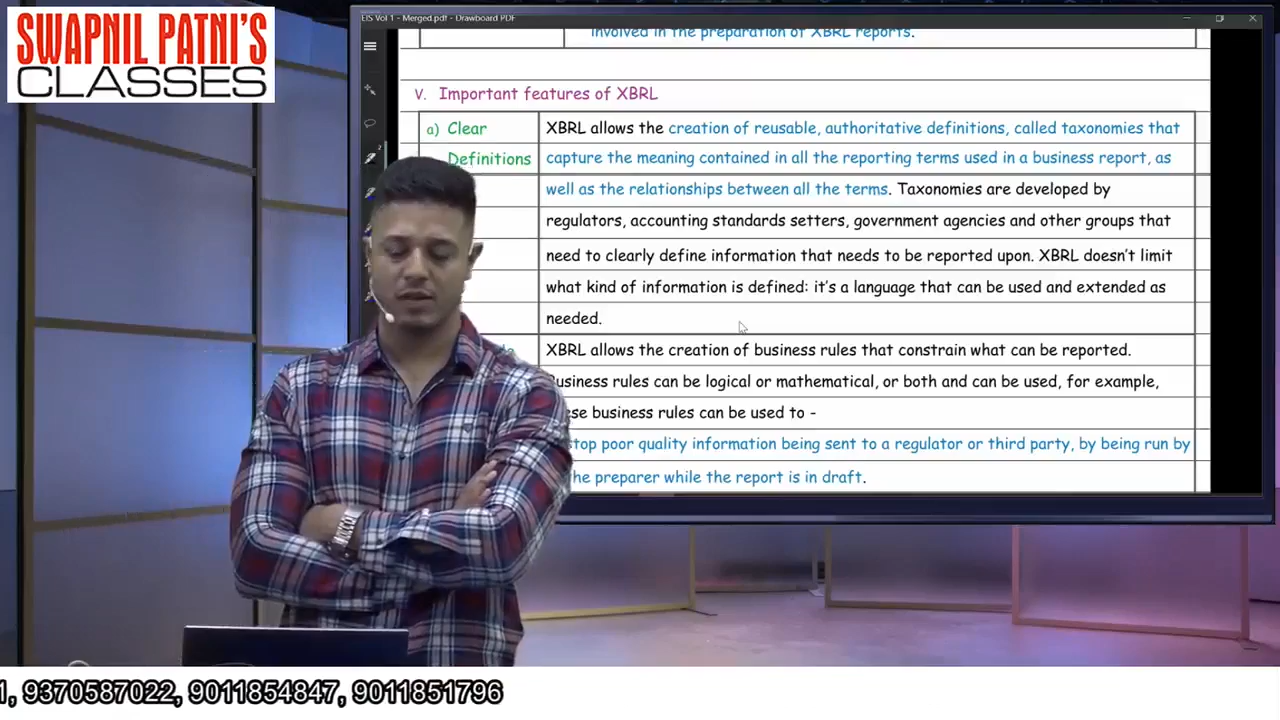 SWAPNIL PATNI'S
CLASSES
EIS Vol 1 - Merged.pdf - Drawboard PDF
involved in the preparation of XBRL reports.
V. Important features of XBRL
a) Clear
Definitions
XBRL allows the creation of reusable, authoritative definitions, called taxonomies that
capture the meaning contained in all the reporting terms used in a business report, as
well as the relationships between all the terms. Taxonomies are developed by
regulators, accounting standards setters, government agencies and other groups that
need to clearly define information that needs to be reported upon. XBRL doesn't limit
what kind of information is defined: it's a language that can be used and extended as
needed.
XBRL allows the creation of business rules that constrain what can be reported.
Business rules can be logical or mathematical, or both and can be used, for example,
business rules can be used to -
poor quality information being sent to a regulator or third party, by being run by
the preparer while the report is in draft.
1, 9370587022, 9011854847, 9011851796